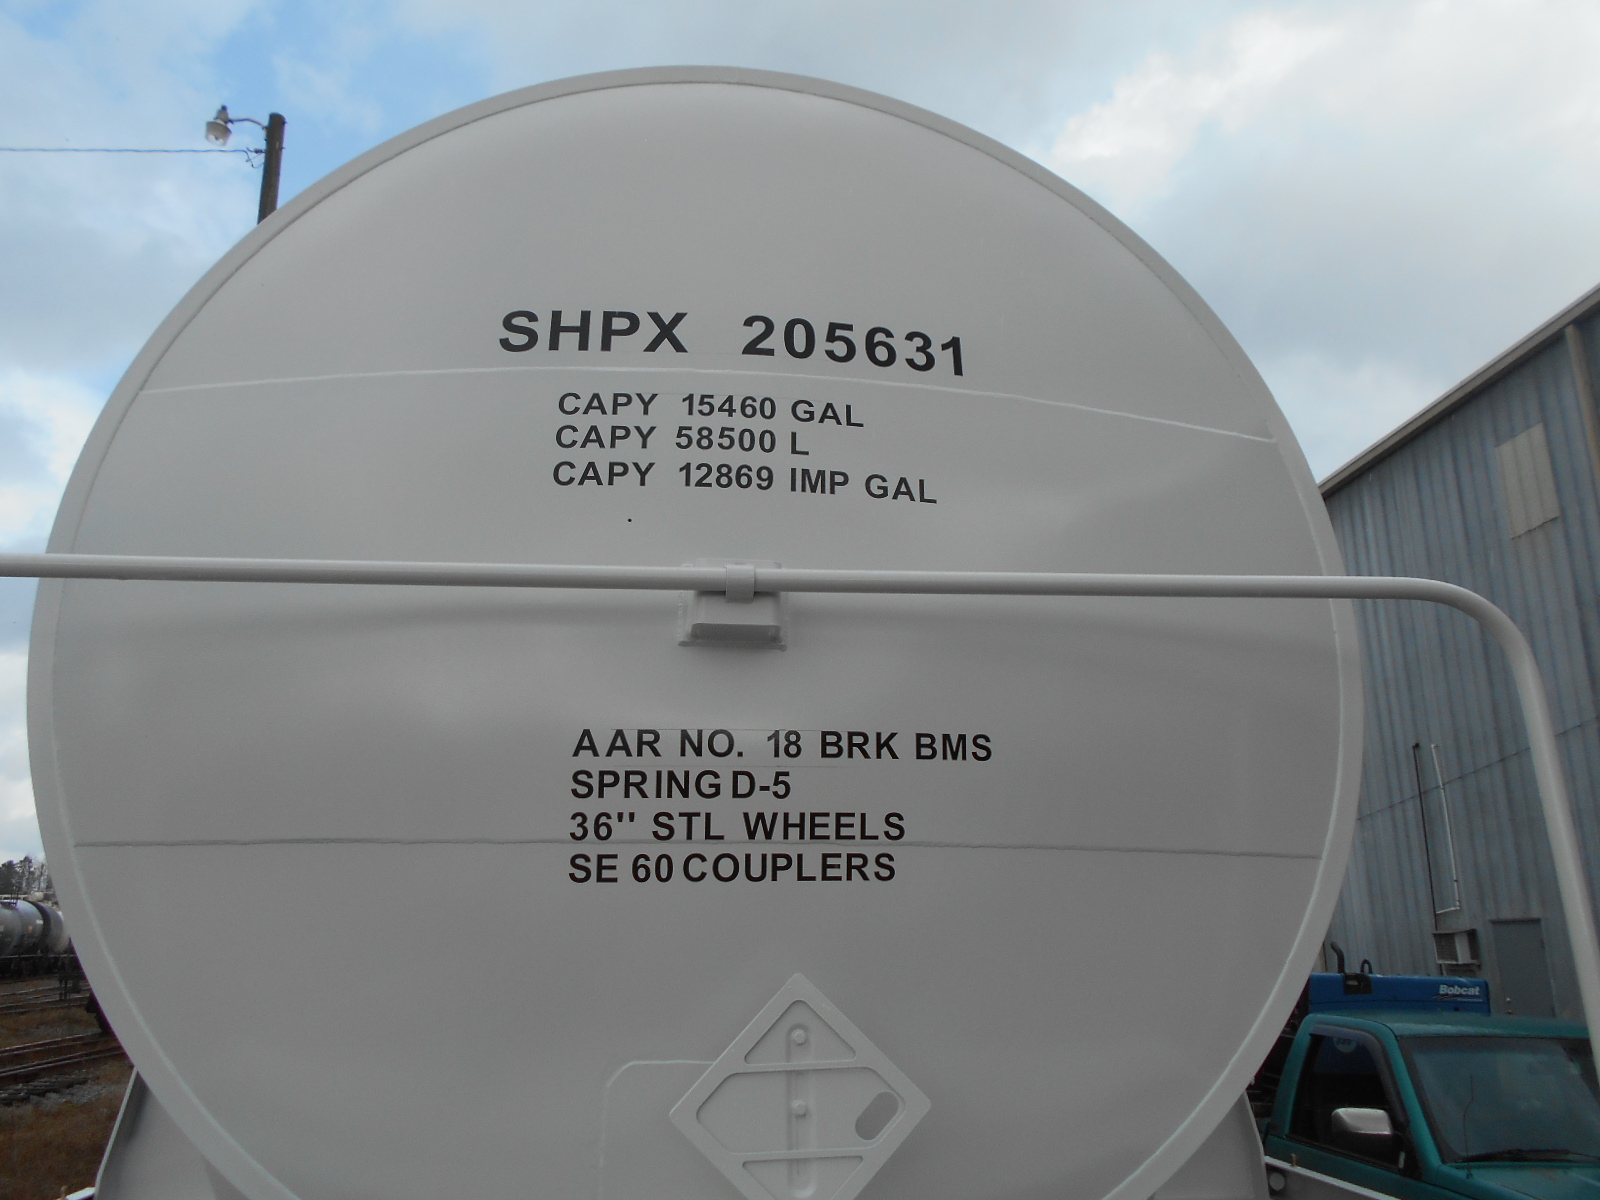 SHPX 205631
CAPY 15460 GAL
CAPY 58500 L
CAPY 12869 IMP GAL
AAR NO. 18 BRK BMS
SPRING D-5
36" STL WHEELS
SE 60 COUPLERS
Bobcat